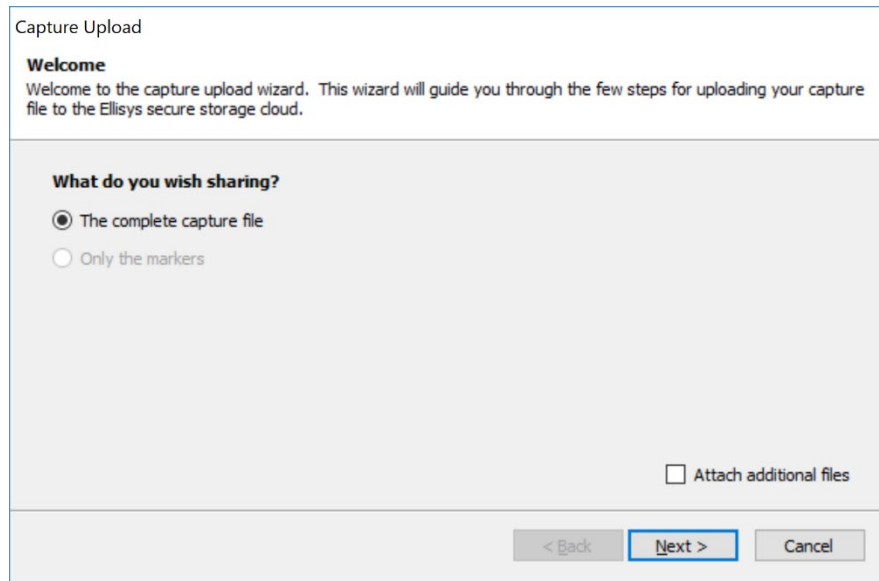 Capture Upload
Welcome
Welcome to the capture upload wizard.  This wizard will guide you through the few steps for uploading your capture
file to the Ellisys secure storage cloud.
What do you wish sharing?
The complete capture file
Only the markers
Attach additional files
< Back
Next >
Cancel